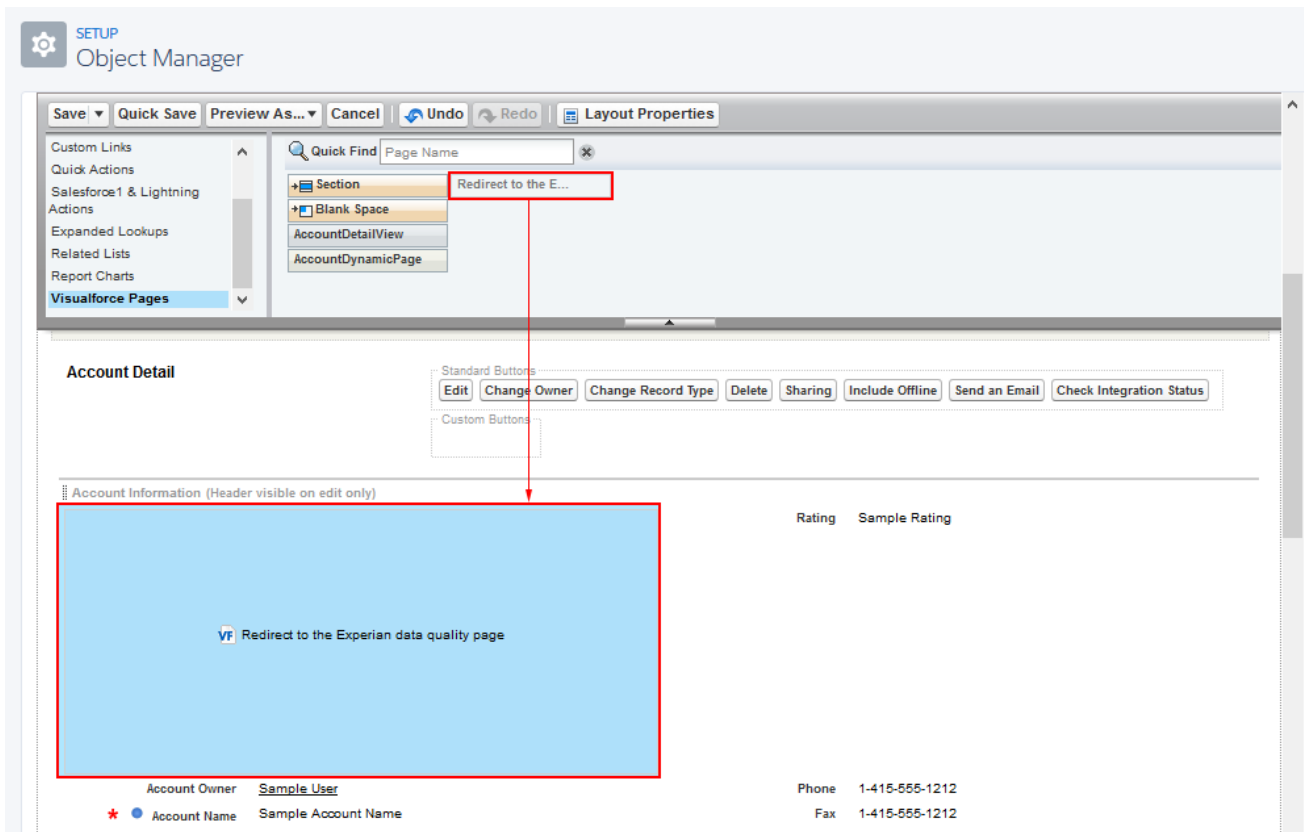 SETUP
Object Manager
Save Quick Save Preview As... Cancel Undo Redo Layout Properties
Custom Links
Quick Actions
Salesforce1 & Lightning
Actions
Expanded Lookups
Related Lists
Report Charts
Visualforce Pages
Quick Find Page Name
Section Redirect to the E...
Blank Space
AccountDetailView
AccountDynamicPage
Account Detail
Standard Buttons
Edit Change Owner Change Record Type Delete Sharing Include Offline Send an Email Check Integration Status
Custom Buttons
Account Information (Header visible on edit only)
Rating Sample Rating
VF Redirect to the Experian data quality page
Account Owner Sample User Phone 1-415-555-1212
* Account Name Sample Account Name Fax 1-415-555-1212